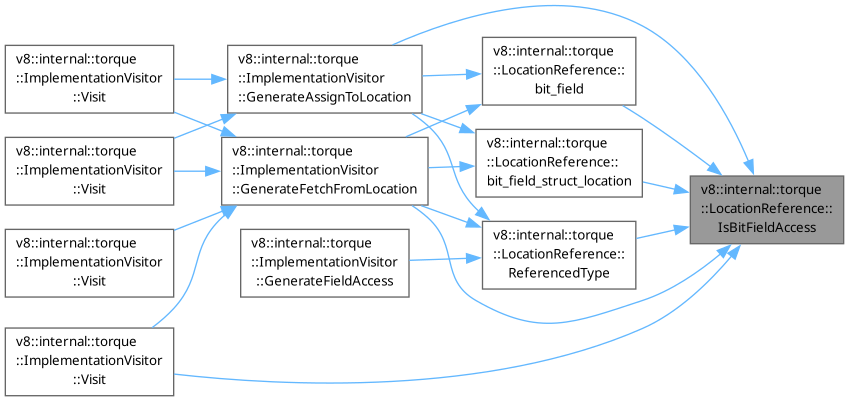 v8::internal::torque
::ImplementationVisitor
::Visit
v8::internal::torque
::ImplementationVisitor
::Visit
v8::internal::torque
::ImplementationVisitor
::Visit
v8::internal::torque
::ImplementationVisitor
::Visit
v8::internal::torque
::ImplementationVisitor
::GenerateAssignToLocation
v8::internal::torque
::ImplementationVisitor
::GenerateFetchFromLocation
v8::internal::torque
::ImplementationVisitor
::GenerateFieldAccess
v8::internal::torque
::LocationReference::
bit_field
v8::internal::torque
::LocationReference::
bit_field_struct_location
v8::internal::torque
::LocationReference::
ReferencedType
v8::internal::torque
::LocationReference::
IsBitFieldAccess